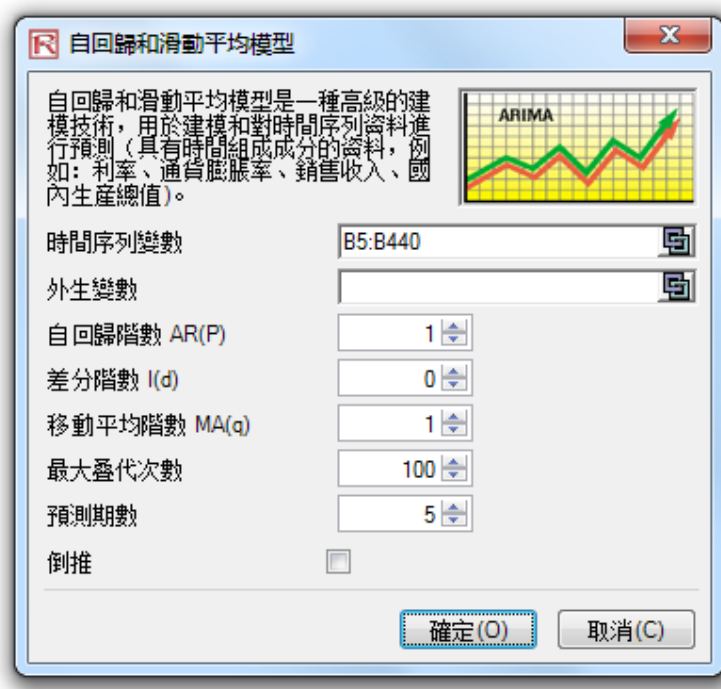 自回歸和滑動平均模型
自回歸和滑動平均模型是一種高級的建
模技術，用於建模和對時間序列資料進
行預測（具有時間組成成分的資料，例
如：利率、通貨膨脹率、銷售收入、國
內生產總值)。
ARIMA
時間序列變數 B5:B440
外生變數
自回歸階數 AR(P) 1
差分階數 I(d) 0
移動平均階數 MA(q) 1
最大叠代次數 100
預測期數 5
倒推
確定(O) 取消(C)